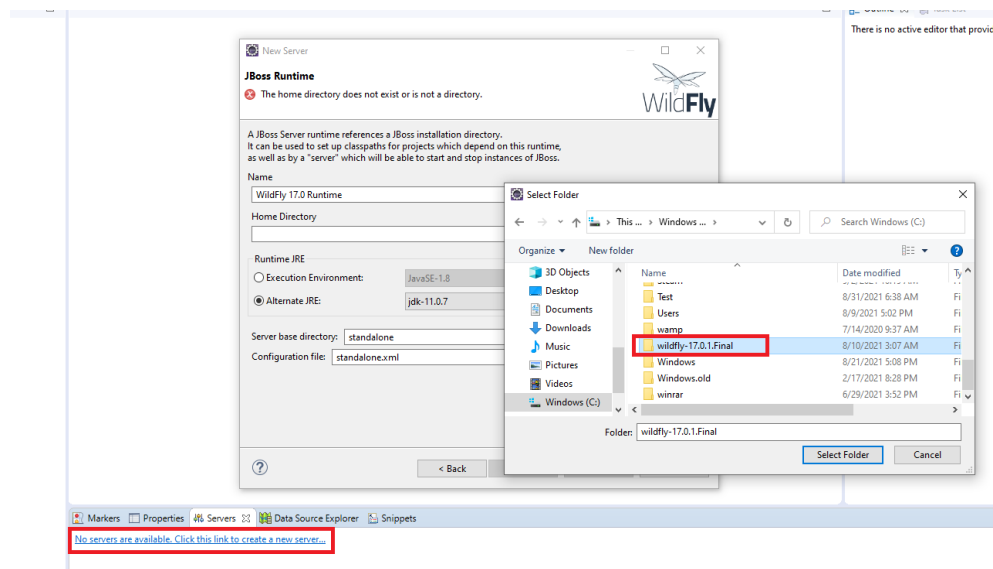 There is no active editor that provid
New Server
JBoss Runtime
The home directory does not exist or is not a directory.
WildFly
A JBoss Server runtime references a JBoss installation directory.
It can be used to set up classpaths for projects which depend on this runtime,
as well as by a "server" which will be able to start and stop instances of JBoss.
Name
WildFly 17.0 Runtime
Home Directory
Runtime JRE
Execution Environment:
JavaSE-1.8
Alternate JRE:
jdk-11.0.7
Server base directory:
standalone
Configuration file:
standalone.xml
< Back
Select Folder
This ... > Windows ... >
Search Windows (C:)
Organize
New folder
3D Objects
Desktop
Documents
Downloads
Music
Pictures
Videos
Windows (C:)
Name Date modified Ty
Test 8/31/2021 6:38 AM Fi
Users 8/9/2021 5:02 PM Fi
wamp 7/14/2020 9:37 AM Fi
wildfly-17.0.1.Final 8/10/2021 3:07 AM Fi
Windows 8/21/2021 5:08 PM Fi
Windows.old 2/17/2021 8:28 PM Fi
winrar 6/29/2021 3:52 PM Fi
Folder: wildfly-17.0.1.Final
Select Folder Cancel
Markers Properties Servers Data Source Explorer Snippets
No servers are available. Click this link to create a new server...